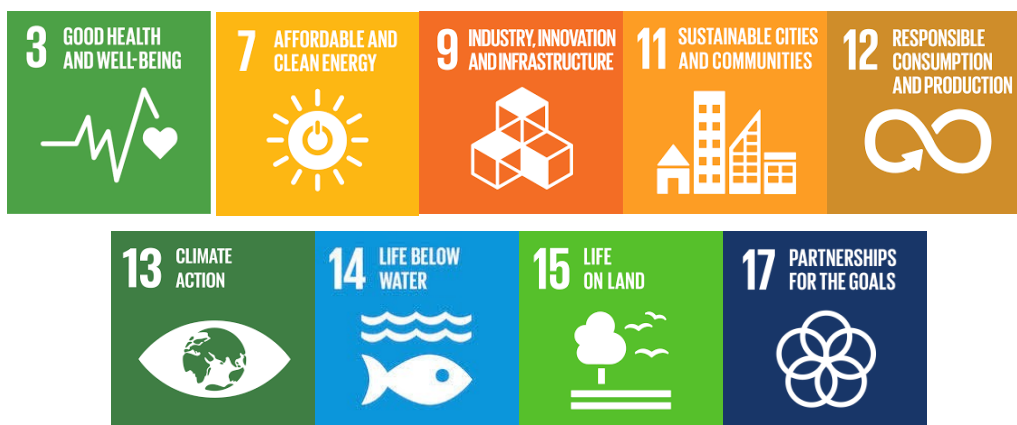 3 GOOD HEALTH
AND WELL-BEING
7 AFFORDABLE AND
CLEAN ENERGY
9 INDUSTRY, INNOVATION
AND INFRASTRUCTURE
11 SUSTAINABLE CITIES
AND COMMUNITIES
12 RESPONSIBLE
CONSUMPTION
AND PRODUCTION
13 CLIMATE
ACTION
14 LIFE BELOW
WATER
15 LIFE
ON LAND
17 PARTNERSHIPS
FOR THE GOALS